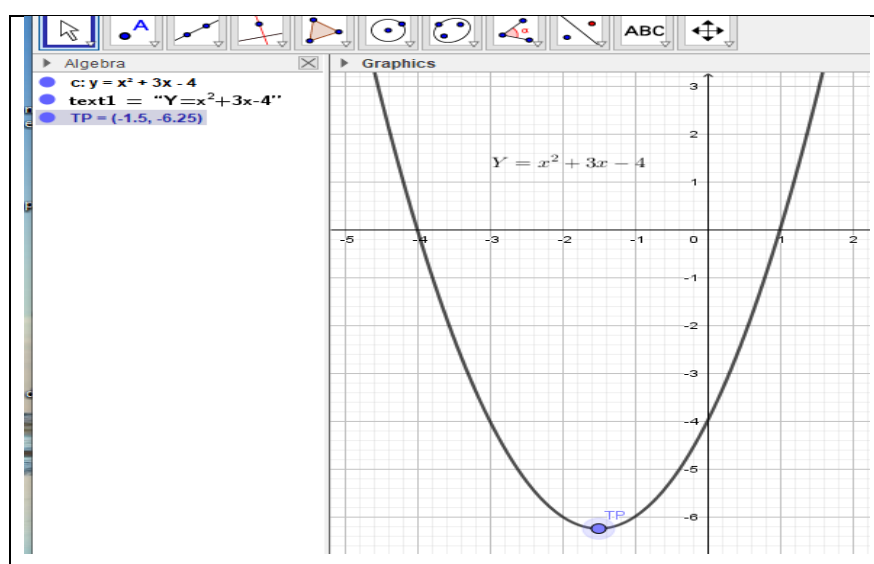 A
α
ABC
Algebra
Graphics
c: y = x² + 3x - 4
text1 = “Y=x²+3x-4”
TP = (-1.5, -6.25)
3
2
Y = x² + 3x − 4
1
-5 -4 -3 -2 -1 0 1 2
-1
-2
-3
-4
-5
TP
-6